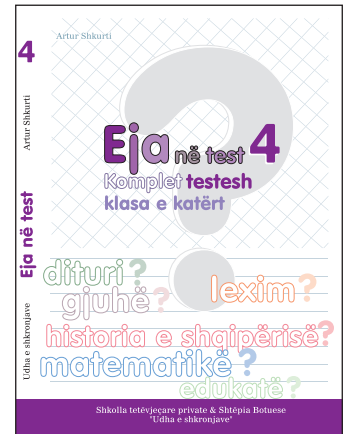 4
Artur Shkurti
Eja në test
Udha e shkronjave
Artur Shkurti
Eja në test 4
Komplet testesh
klasa e katërt
dituri?
gjuhë?
lexim?
historia e shqipërisë?
matematikë?
edukatë?
Shkolla tetëvjeçare private & Shtëpia Botuese
"Udha e shkronjave"